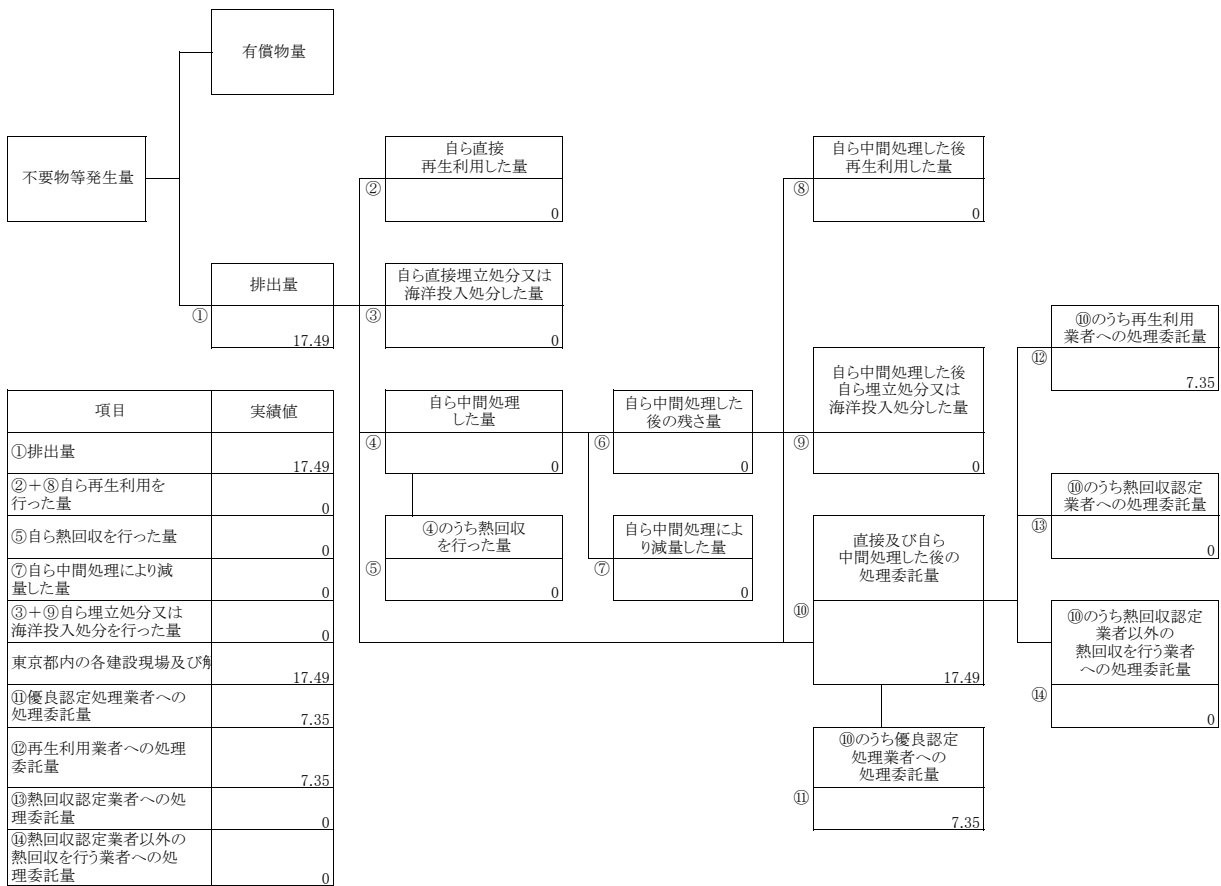 有償物量
不要物等発生量
自ら直接
再生利用した量
②
0
自ら中間処理した後
再生利用した量
⑧
0
排出量
①
17.49
自ら直接埋立処分又は
海洋投入処分した量
③
0
⑩のうち再生利用
業者への処理委託量
⑫
7.35
自ら中間処理
した量
④
0
自ら中間処理した
後の残さ量
⑥
0
自ら中間処理した後
自ら埋立処分又は
海洋投入処分した量
⑨
0
⑩のうち熱回収認定
業者への処理委託量
⑬
0
④のうち熱回収
を行った量
⑤
0
自ら中間処理によ
り減量した量
⑦
0
直接及び自ら
中間処理した後の
処理委託量
⑩
17.49
⑩のうち熱回収認定
業者以外の
熱回収を行う業者
への処理委託量
⑭
0
⑩のうち優良認定
処理業者への
処理委託量
⑪
7.35
項目
実績値
①排出量
17.49
②+⑧自ら再生利用を
行った量
0
⑤自ら熱回収を行った量
0
⑦自ら中間処理により減
量した量
0
③+⑨自ら埋立処分又は
海洋投入処分を行った量
0
東京都内の各建設現場及び解
17.49
⑪優良認定処理業者への
処理委託量
7.35
⑫再生利用業者への処理
委託量
7.35
⑬熱回収認定業者への処
理委託量
0
⑭熱回収認定業者以外の
熱回収を行う業者への処
理委託量
0